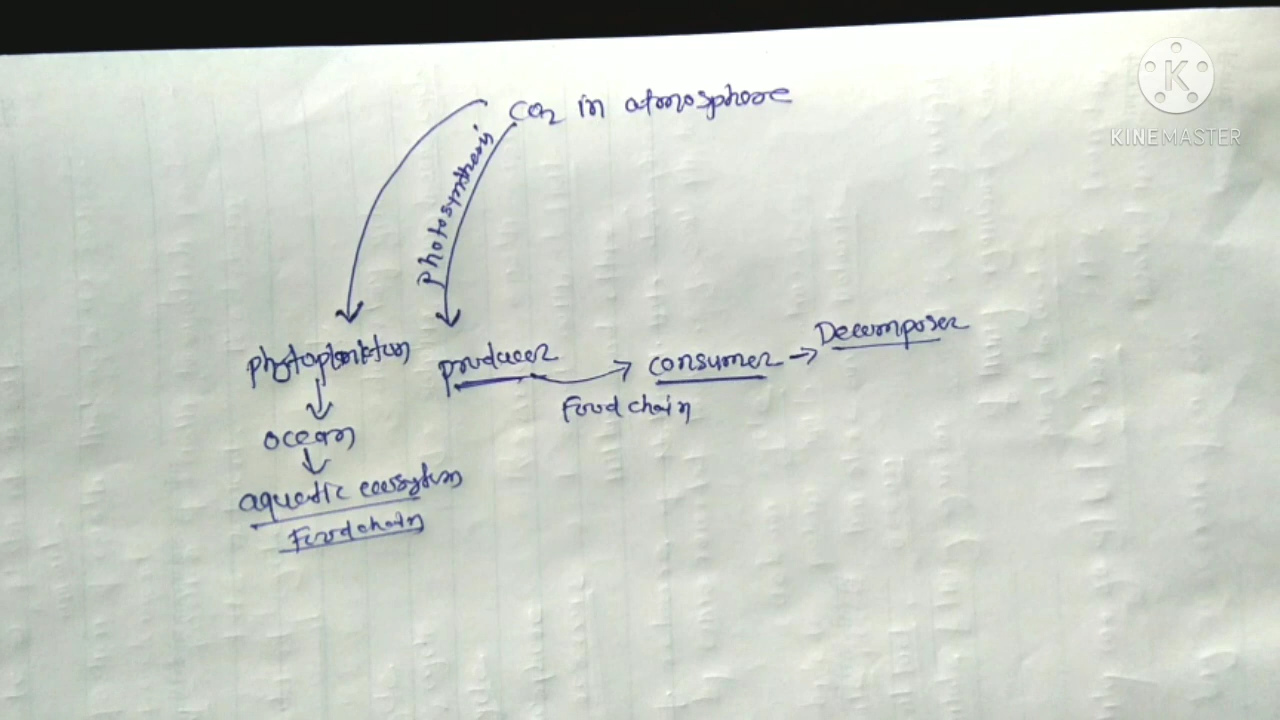 CO2 in atmosphere
photosynthesis
phytoplankton
producer
consumer
Decomposer
Food chain
ocean
aquatic ecosystem
Food chain
K
KINEMASTER